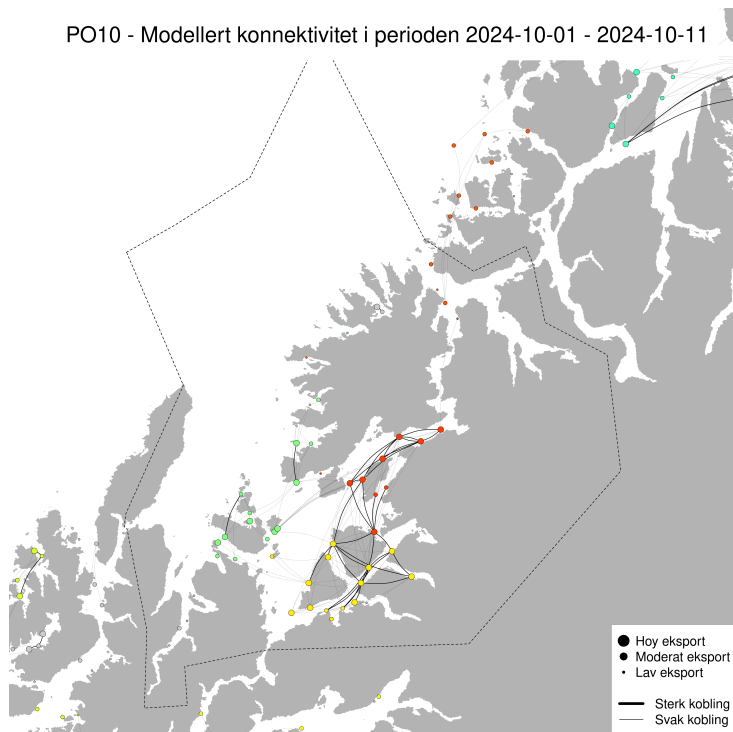 PO10 - Modellert konnektivitet i perioden 2024-10-01 - 2024-10-11
Hoy eksport
Moderat eksport
Lav eksport
Sterk kobling
Svak kobling